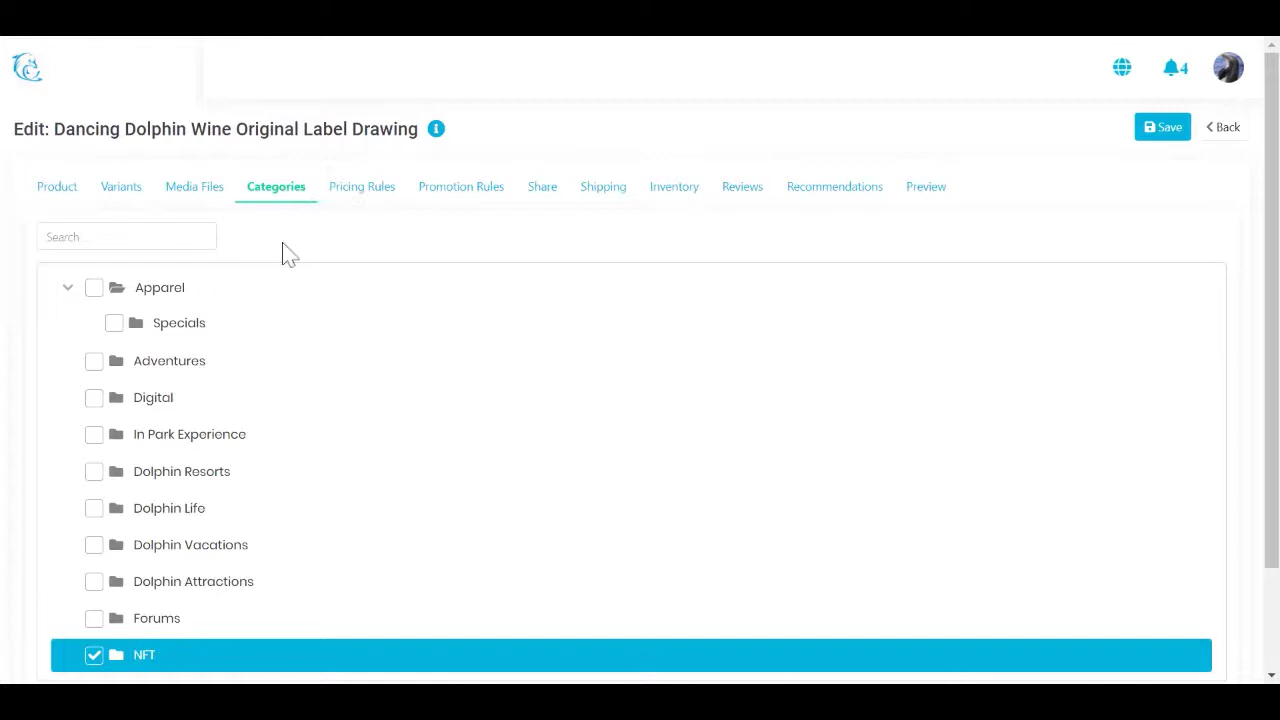 4
Edit: Dancing Dolphin Wine Original Label Drawing
Save
Back
Product Variants Media Files Categories Pricing Rules Promotion Rules Share Shipping Inventory Reviews Recommendations Preview
Search ...
Apparel
Specials
Adventures
Digital
In Park Experience
Dolphin Resorts
Dolphin Life
Dolphin Vacations
Dolphin Attractions
Forums
NFT